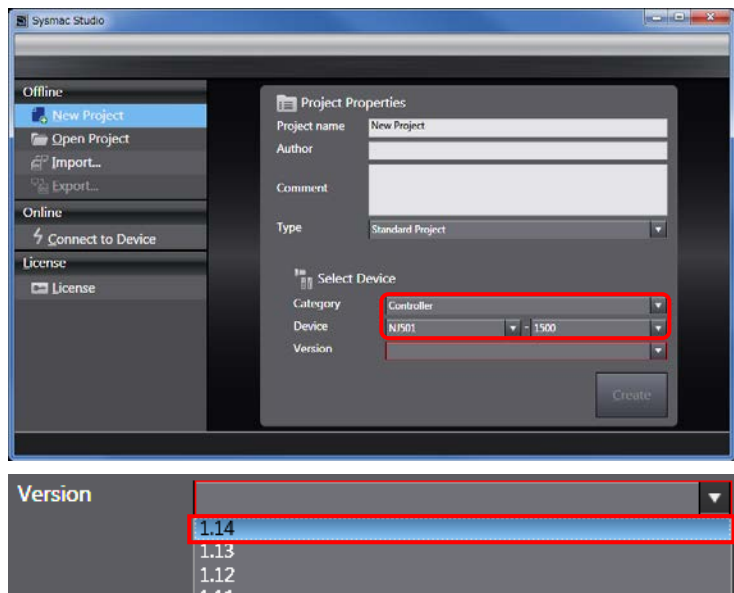 Sysmac Studio
Offline
New Project
Open Project
Import...
Export...
Online
Connect to Device
License
License
Project Properties
Project name New Project
Author
Comment
Type Standard Project
Select Device
Category Controller
Device NJ501 - 1500
Version
Create
Version
1.14
1.13
1.12